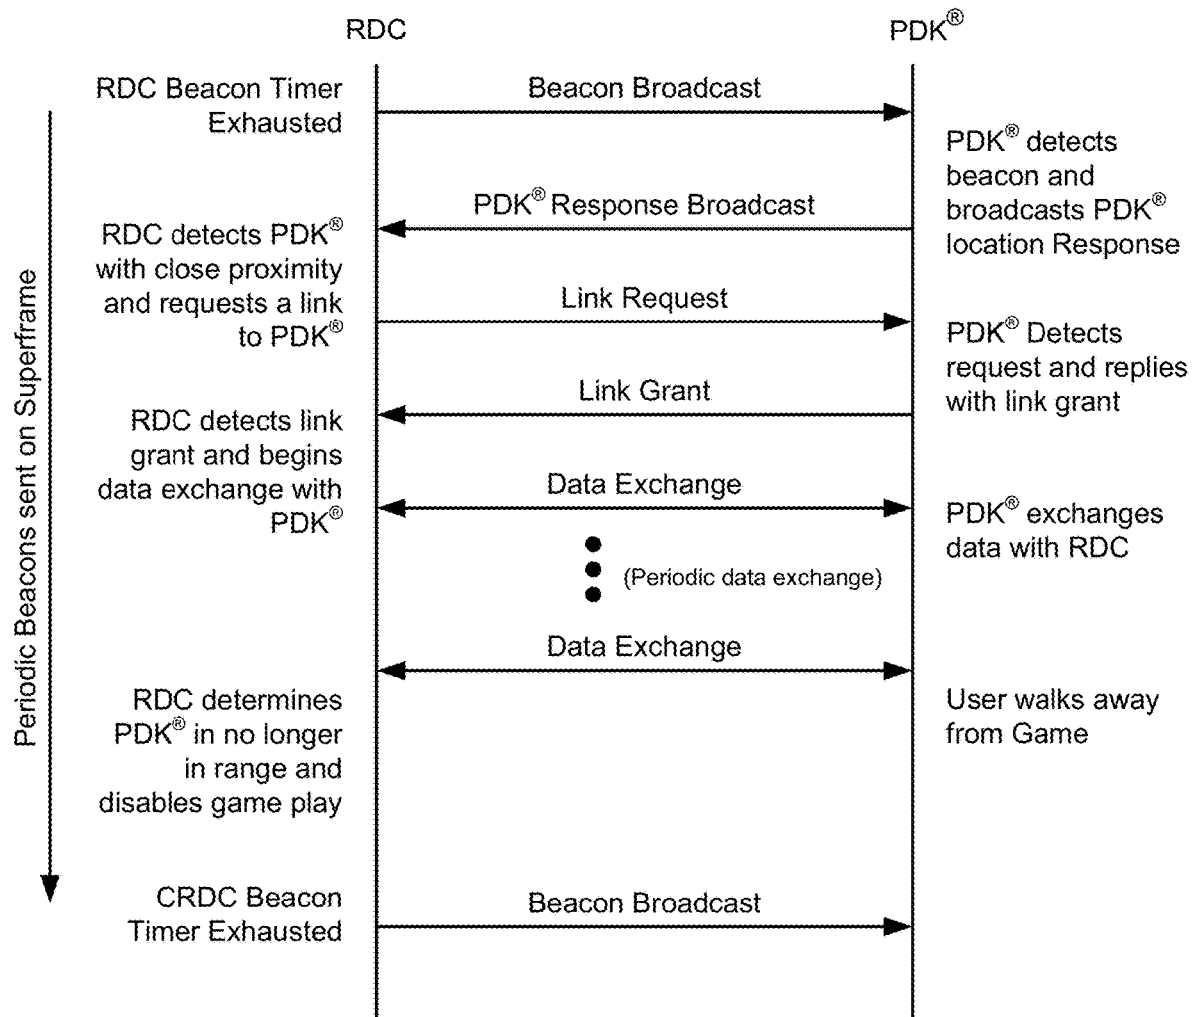 RDC
PDK®
RDC Beacon Timer
Exhausted
Beacon Broadcast
PDK® detects
beacon and
broadcasts PDK®
location Response
PDK® Response Broadcast
RDC detects PDK®
with close proximity
and requests a link
to PDK®
Link Request
PDK® Detects
request and replies
with link grant
Link Grant
RDC detects link
grant and begins
data exchange with
PDK®
Data Exchange
PDK® exchanges
data with RDC
(Periodic data exchange)
Data Exchange
RDC determines
PDK® in no longer
in range and
disables game play
User walks away
from Game
CRDC Beacon
Timer Exhausted
Beacon Broadcast
Periodic Beacons sent on Superframe